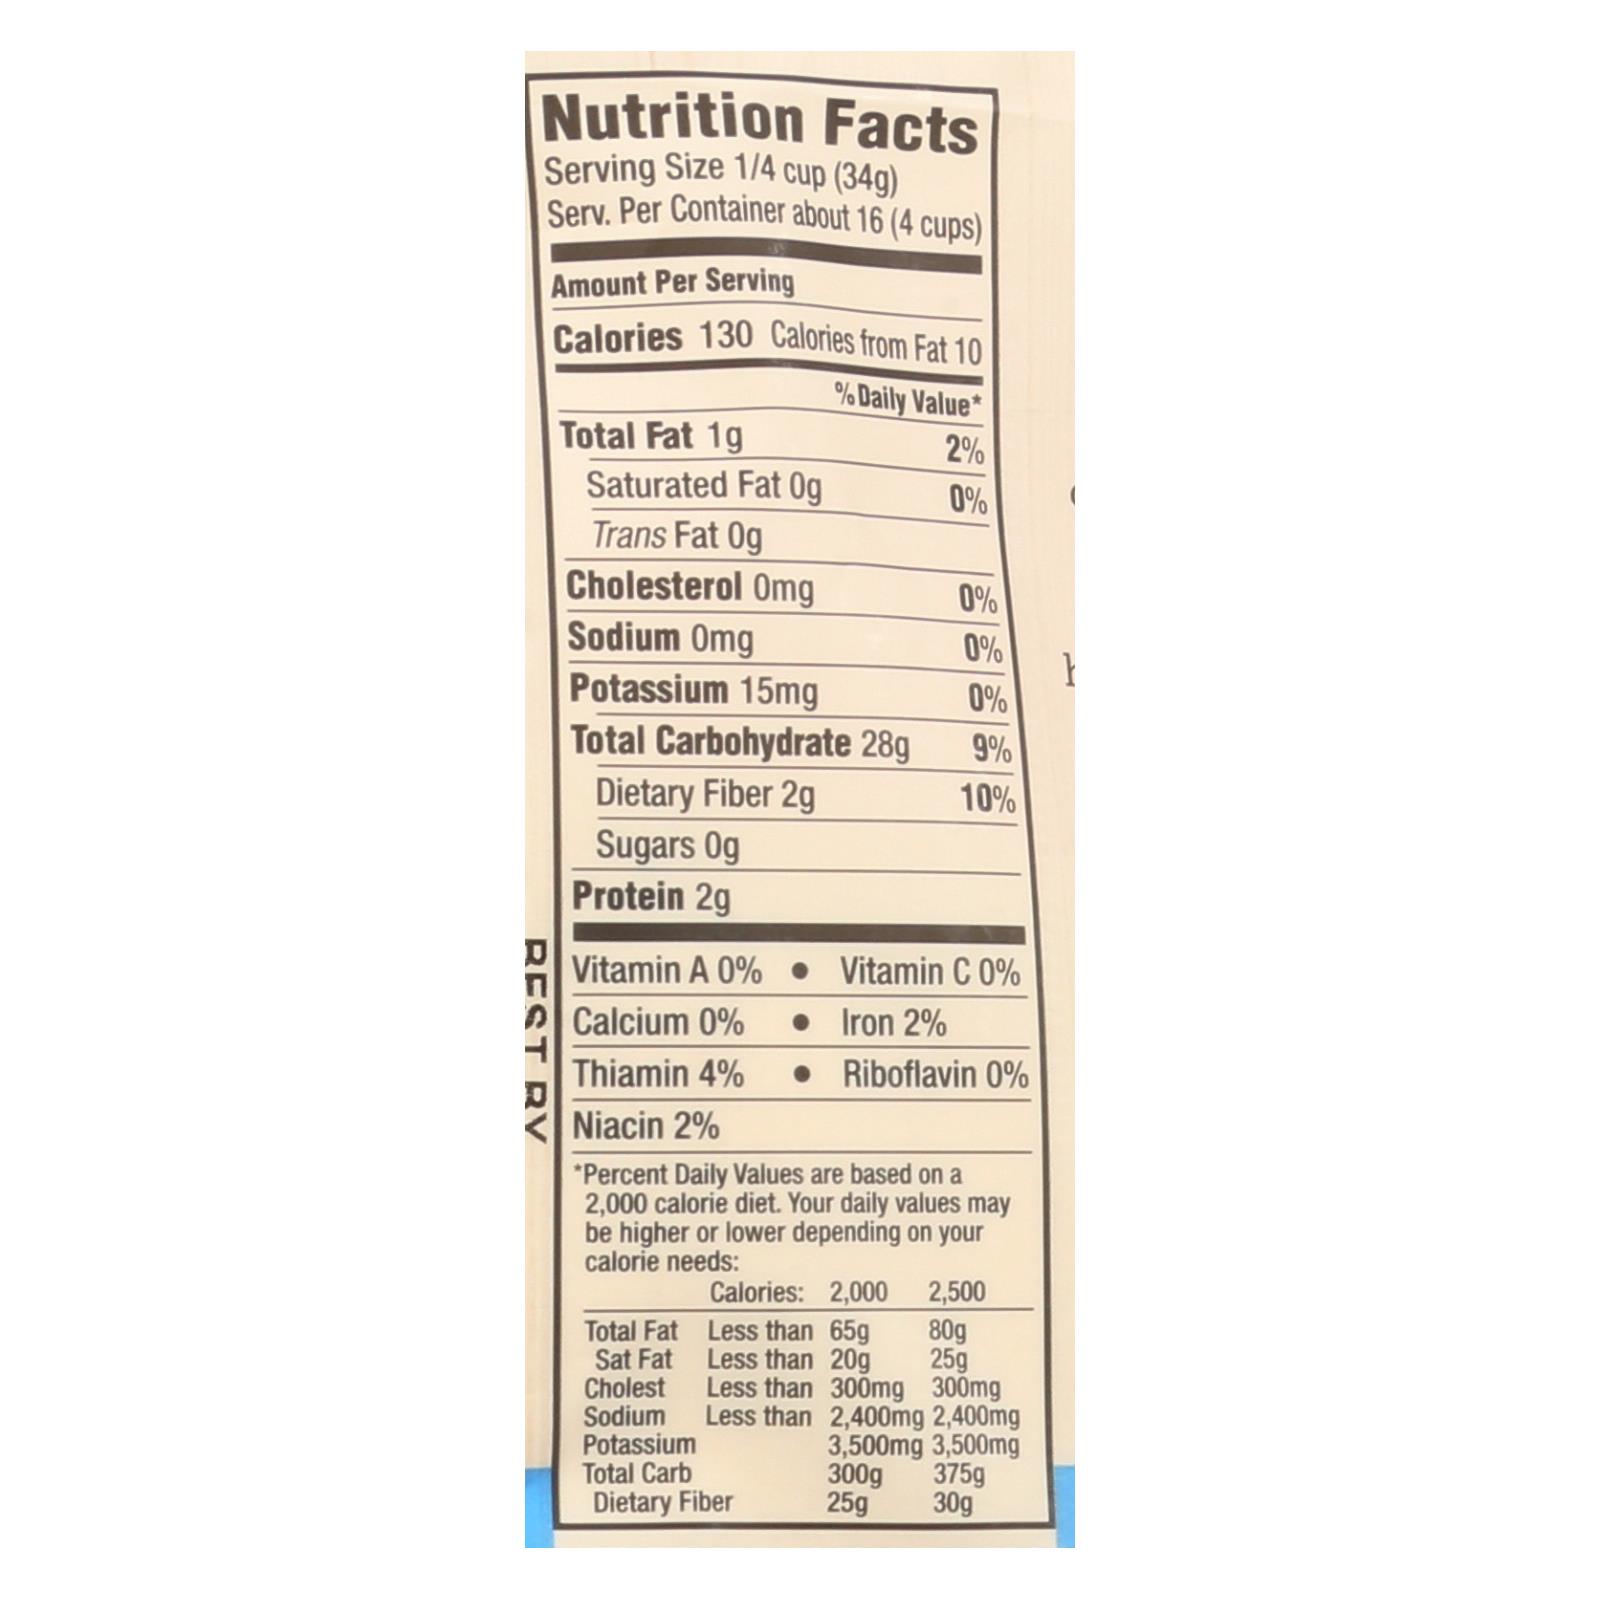 Nutrition Facts
Serving Size 1/4 cup (34g)
Serv. Per Container about 16 (4 cups)
Amount Per Serving
Calories 130 Calories from Fat 10
% Daily Value*
Total Fat 1g 2%
Saturated Fat 0g 0%
Trans Fat 0g
Cholesterol 0mg 0%
Sodium 0mg 0%
Potassium 15mg 0%
Total Carbohydrate 28g 9%
Dietary Fiber 2g 10%
Sugars 0g
Protein 2g
Vitamin A 0% • Vitamin C 0%
Calcium 0% • Iron 2%
Thiamin 4% • Riboflavin 0%
Niacin 2%
*Percent Daily Values are based on a
2,000 calorie diet. Your daily values may
be higher or lower depending on your
calorie needs:
Calories: 2,000 2,500
Total Fat Less than 65g 80g
Sat Fat Less than 20g 25g
Cholest Less than 300mg 300mg
Sodium Less than 2,400mg 2,400mg
Potassium 3,500mg 3,500mg
Total Carb 300g 375g
Dietary Fiber 25g 30g
BEST BY